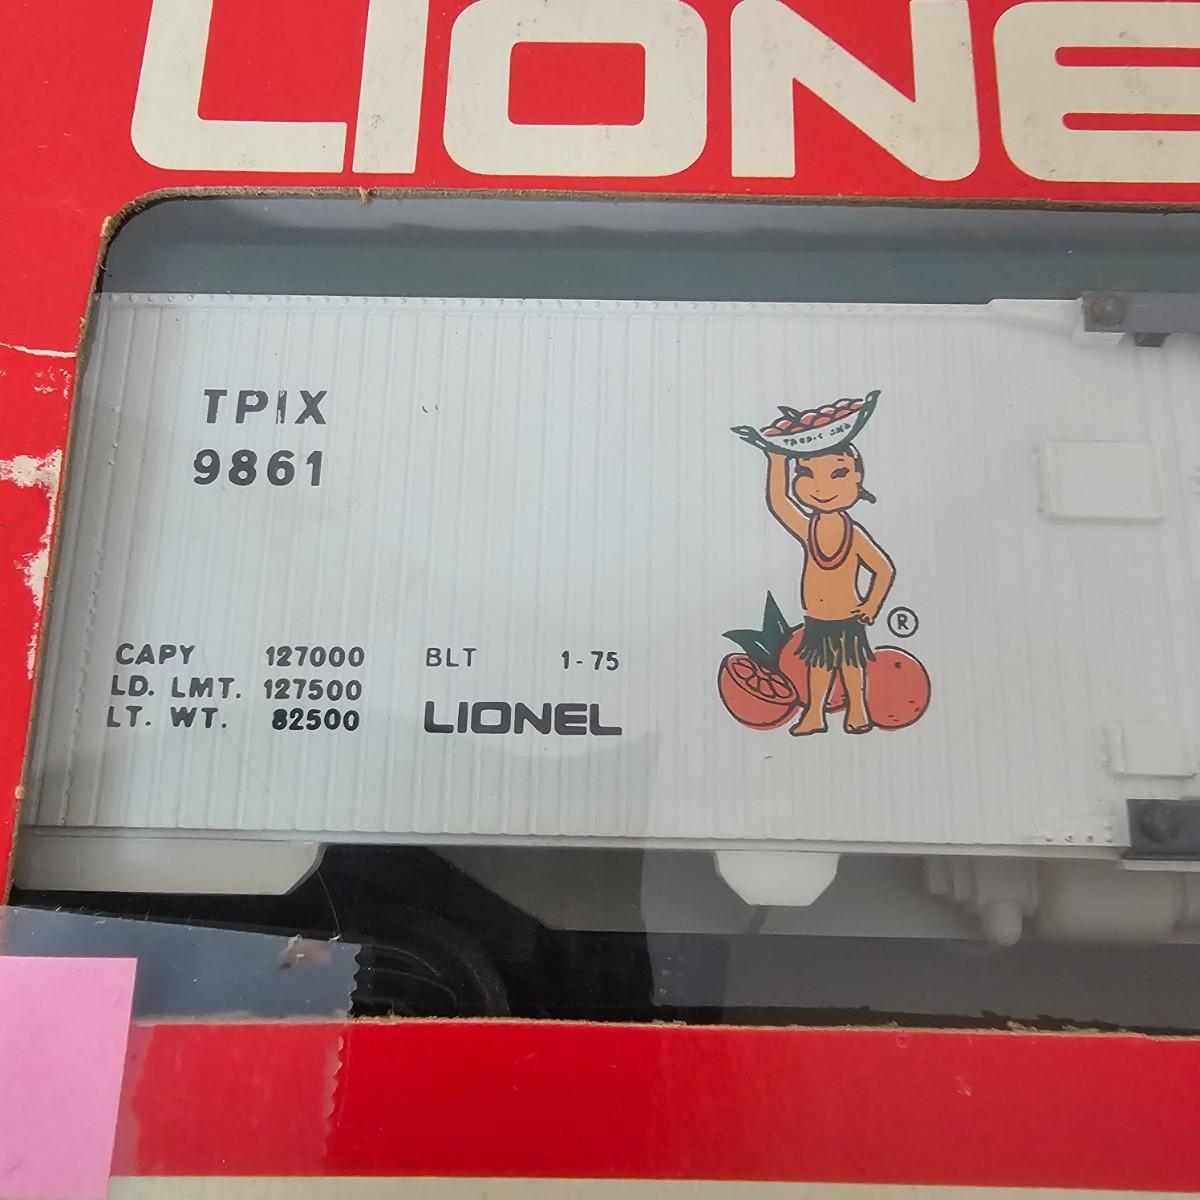 LIONE
TPIX
9861
CAPY 127000
LD. LMT. 127500
LT. WT. 82500
BLT 1-75
LIONEL
®